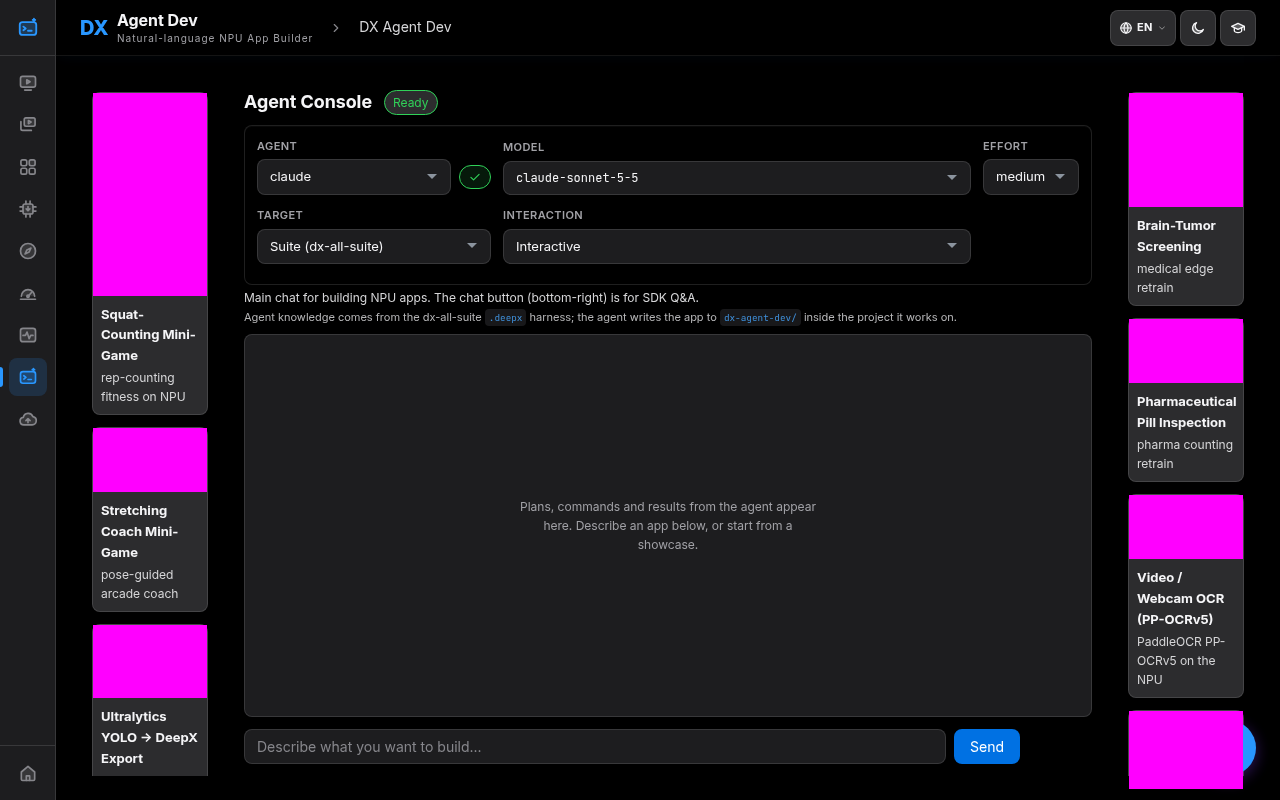 DX
Agent Dev
Natural-language NPU App Builder
DX Agent Dev
EN
Squat-
Counting Mini-
Game
rep-counting
fitness on NPU
Stretching
Coach Mini-
Game
pose-guided
arcade coach
Ultralytics
YOLO → DeepX
Export
Agent Console
Ready
AGENT
MODEL
EFFORT
claude
claude-sonnet-5-5
medium
TARGET
INTERACTION
Suite (dx-all-suite)
Interactive
Main chat for building NPU apps. The chat button (bottom-right) is for SDK Q&A.
Agent knowledge comes from the dx-all-suite .deepx harness; the agent writes the app to dx-agent-dev/ inside the project it works on.
Plans, commands and results from the agent appear
here. Describe an app below, or start from a
showcase.
Describe what you want to build...
Send
Brain-Tumor
Screening
medical edge
retrain
Pharmaceutical
Pill Inspection
pharma counting
retrain
Video /
Webcam OCR
(PP-OCRv5)
PaddleOCR PP-
OCRv5 on the
NPU